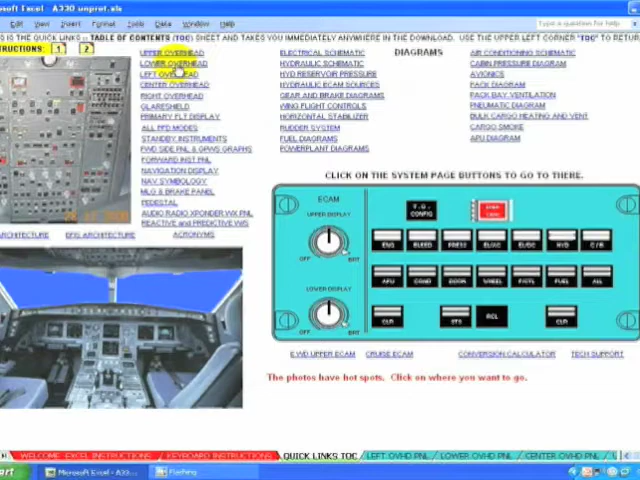 Microsoft Excel - A330 unprot.xls
Edit View Insert Format Tools Data Window Help
Type a question for help
IS THE QUICK LINKS >> TABLE OF CONTENTS (TOC) SHEET AND TAKES YOU IMMEDIATELY ANYWHERE IN THE DOWNLOAD. USE THE UPPER LEFT CORNER "TOC" TO RETURN
INSTRUCTIONS: 1 2
UPPER OVERHEAD
LOWER OVERHEAD
LEFT OVERHEAD
CENTER OVERHEAD
RIGHT OVERHEAD
GLARESHIELD
PRIMARY FLT DISPLAY
ALL PFD MODES
STANDBY INSTRUMENTS
FWD SIDE PNL & GPWS GRAPHS
FORWARD INST PNL
NAVIGATION DISPLAY
NAV SYMBOLOGY
MLG & BRAKE PANEL
PEDESTAL
AUDIO RADIO XPONDER WX PNL
REACTIVE and PREDICTIVE W/S
ARCHITECTURE EFIS ARCHITECTURE ACRONYMS
ELECTRICAL SCHEMATIC
HYDRAULIC SCHEMATIC
HYD RESERVOIR PRESSURE
HYDRAULIC ECAM SOURCES
GEAR AND BRAKE DIAGRAMS
WING FLIGHT CONTROLS
HORIZONTAL STABILIZER
RUDDER SYSTEM
FUEL DIAGRAMS
POWERPLANT DIAGRAMS
DIAGRAMS
AIR CONDITIONING SCHEMATIC
CABIN PRESSURE DIAGRAM
AVIONICS
PACK DIAGRAM
PACK BAY VENTILATION
PNEUMATIC DIAGRAM
BULK CARGO HEATING AND VENT
CARGO SMOKE
APU DIAGRAM
CLICK ON THE SYSTEM PAGE BUTTONS TO GO TO THERE.
ECAM
UPPER DISPLAY
OFF BRT
LOWER DISPLAY
OFF BRT
T.O. CONFIG
ENG BLEED PRESS EL/AC EL/DC HYD C/B
APU COND DOOR WHEEL F/CTL FUEL ALL
CLR STS RCL CLR
E/WD UPPER ECAM CRUISE ECAM CONVERSION CALCULATOR TECH SUPPORT
The photos have hot spots. Click on where you want to go.
WELCOME -EXCEL INSTRUCTIONS KEYBOARD INSTRUCTIONS QUICK LINKS TOC LEFT OVHD PNL LOWER OVHD PNL CENTER OVHD PNL
start Microsoft Excel - A33... Flashing